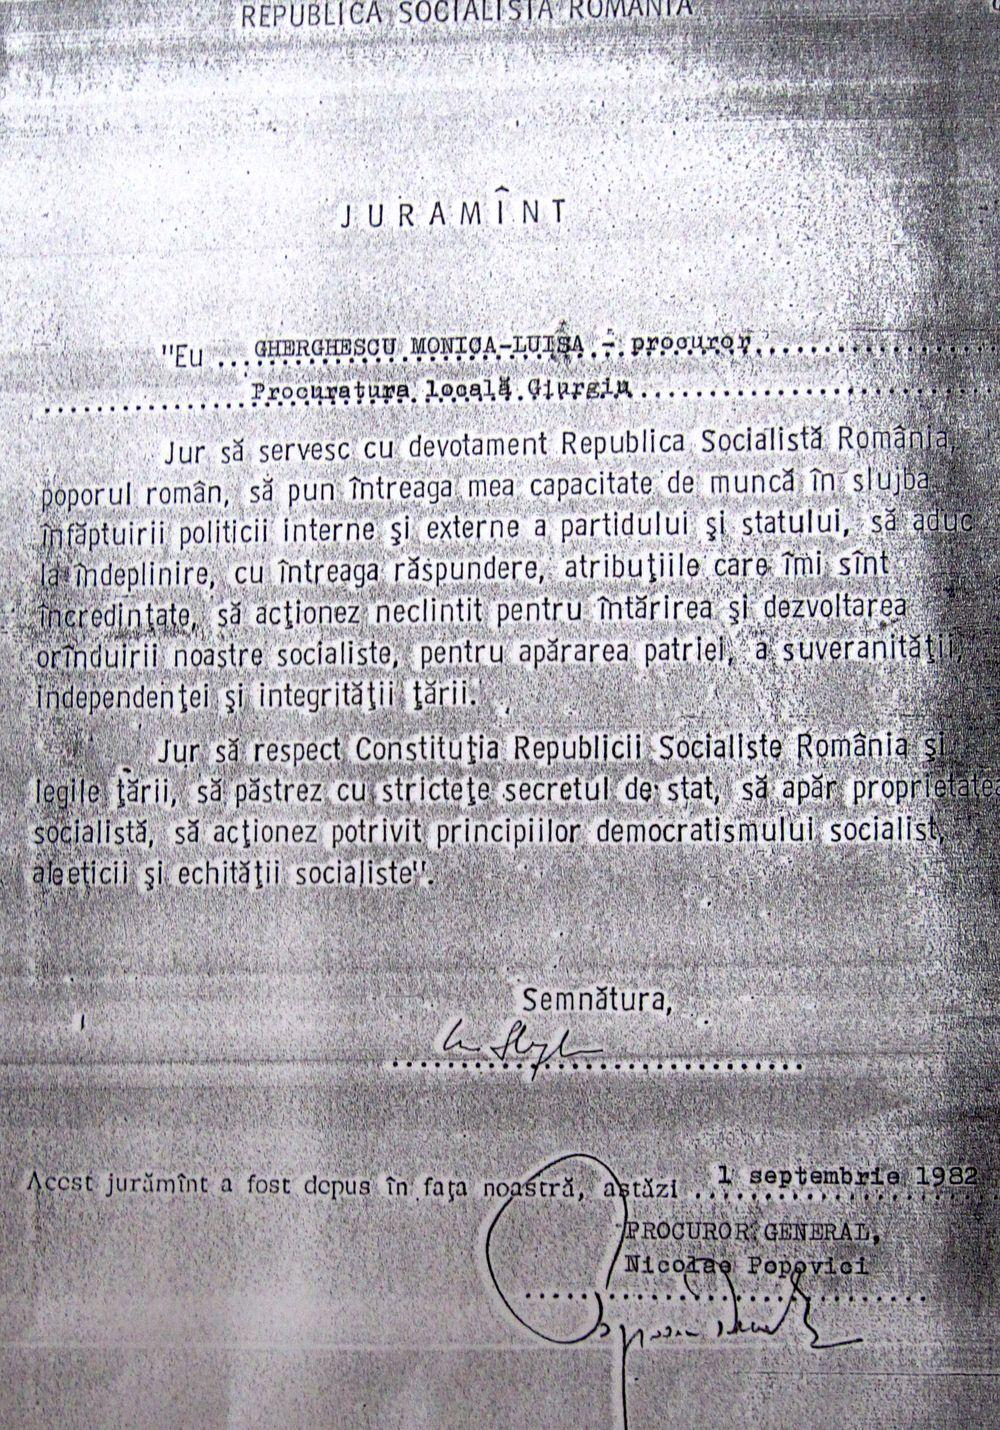 REPUBLICA SOCIALISTĂ ROMÂNIA
JURAMÎNT
"Eu ... GHERGHESCU MONICA-LUISA - procuror
Procuratura locală Giurgiu
Jur să servesc cu devotament Republica Socialistă România,
poporul român, să pun întreaga mea capacitate de muncă în slujba
înfăptuirii politicii interne şi externe a partidului şi statului, să aduc
la îndeplinire, cu întreaga răspundere, atribuţiile care îmi sînt
încredinţate, să acţionez neclintit pentru întărirea şi dezvoltarea
orînduirii noastre socialiste, pentru apărarea patriei, a suveranităţii,
independenţei şi integrităţii ţării.
Jur să respect Constituţia Republicii Socialiste România şi
legile ţării, să păstrez cu stricteţe secretul de stat, să apăr proprietatea
socialistă, să acţionez potrivit principiilor democratismului socialist,
ale eticii şi echităţii socialiste".
Semnătura,
Acest jurămînt a fost depus în faţa noastră, astăzi 1 septembrie 1982
PROCUROR GENERAL,
Nicolae Popovici